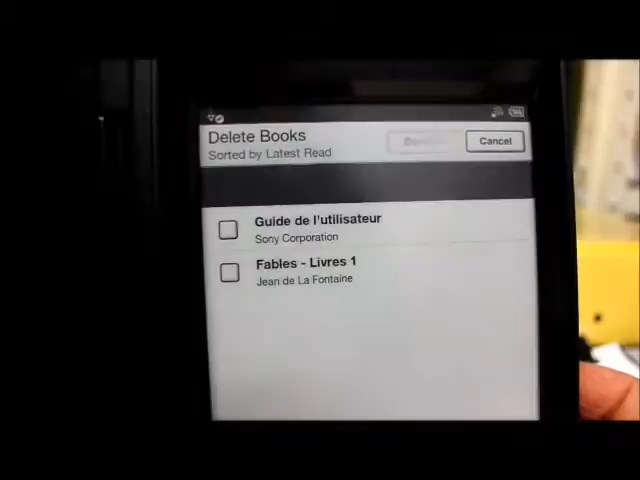 Delete Books
Sorted by Latest Read
Cancel
Guide de l'utilisateur
Sony Corporation
Fables - Livres 1
Jean de La Fontaine